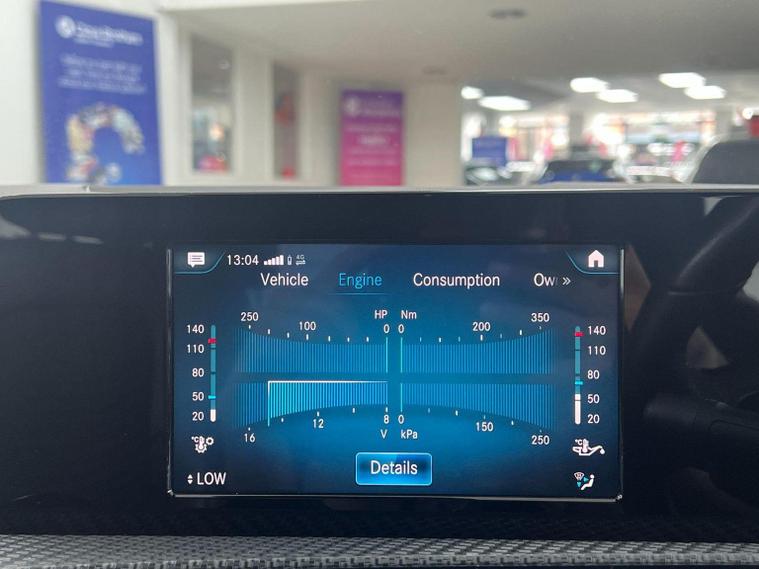 13:04 4G
Vehicle Engine Consumption Ow »
HP Nm
250 100 0 0 200 350
140 140
110 110
80 80
50 50
20 20
16 12 8 0 150 250
V kPa
°C °C
Details
LOW